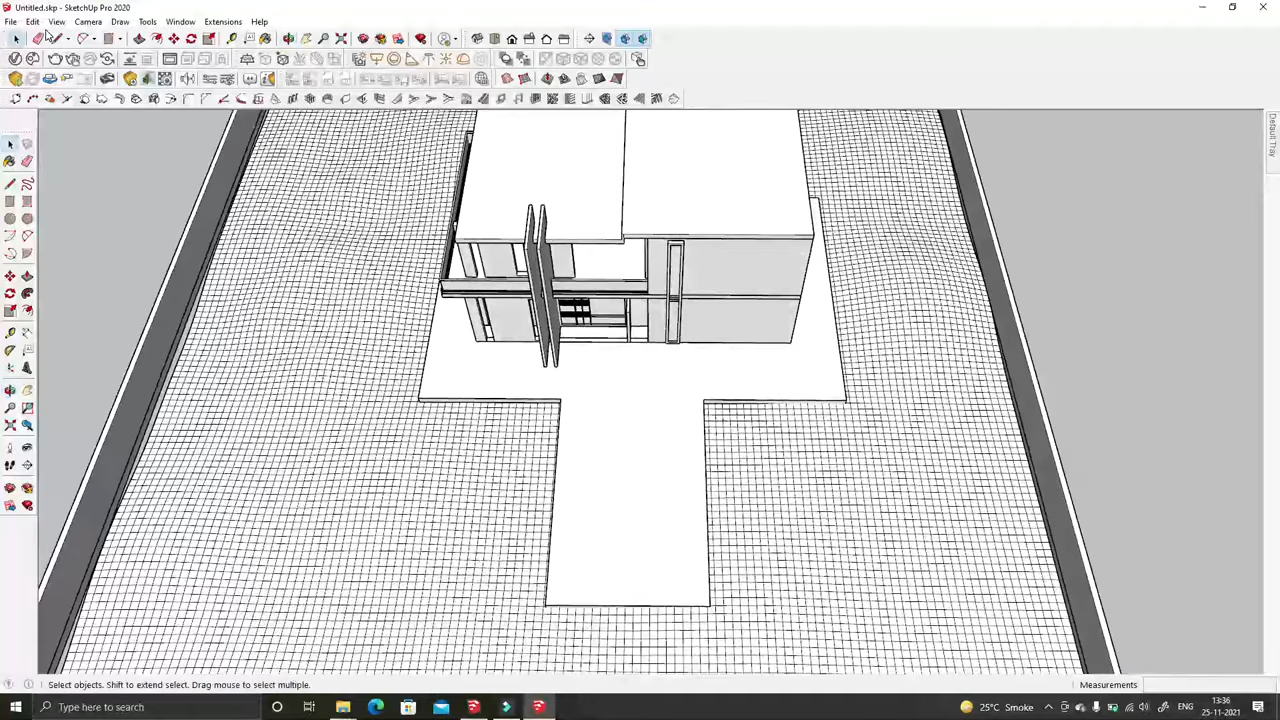 Untitled.skp - SketchUp Pro 2020
File Edit View Camera Draw Tools Window Extensions Help
Default Tray
Select objects. Shift to extend select. Drag mouse to select multiple.
Measurements
Type here to search
25°C Smoke
ENG
13:36
25-11-2021